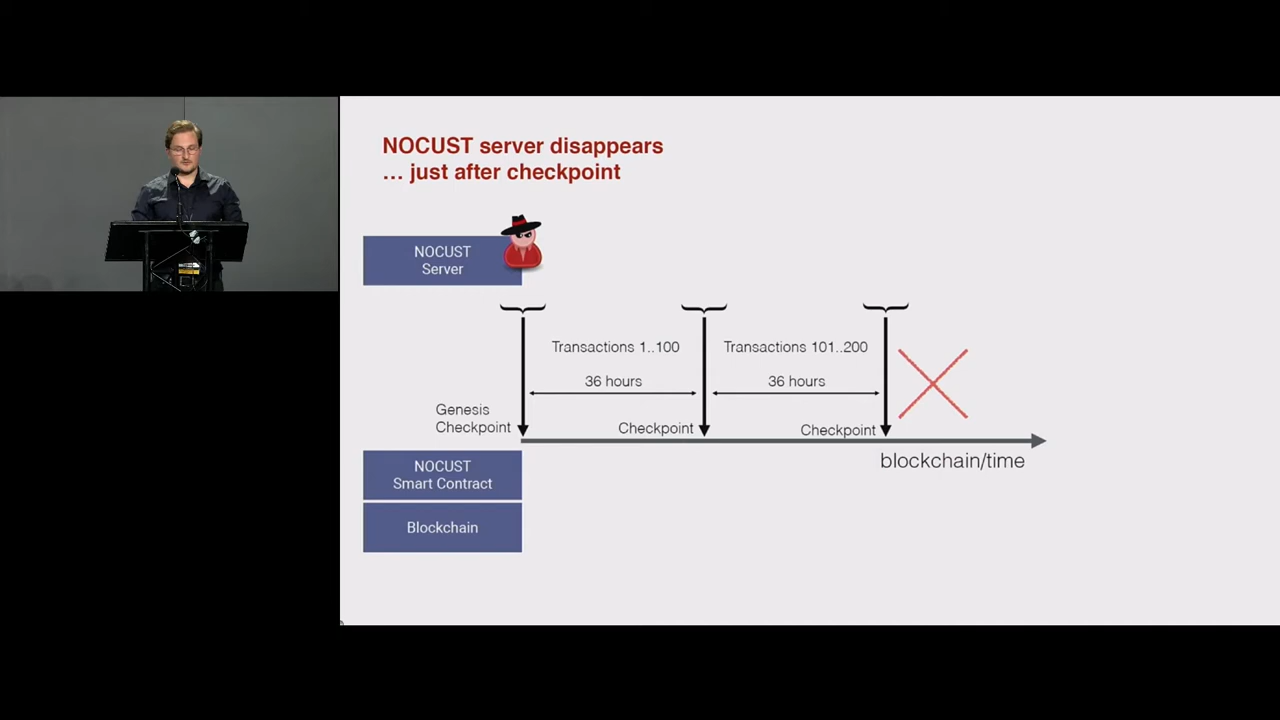 NOCUST server disappears
… just after checkpoint
NOCUST
Server
Transactions 1..100
Transactions 101..200
36 hours
36 hours
Genesis
Checkpoint
Checkpoint
Checkpoint
blockchain/time
NOCUST
Smart Contract
Blockchain